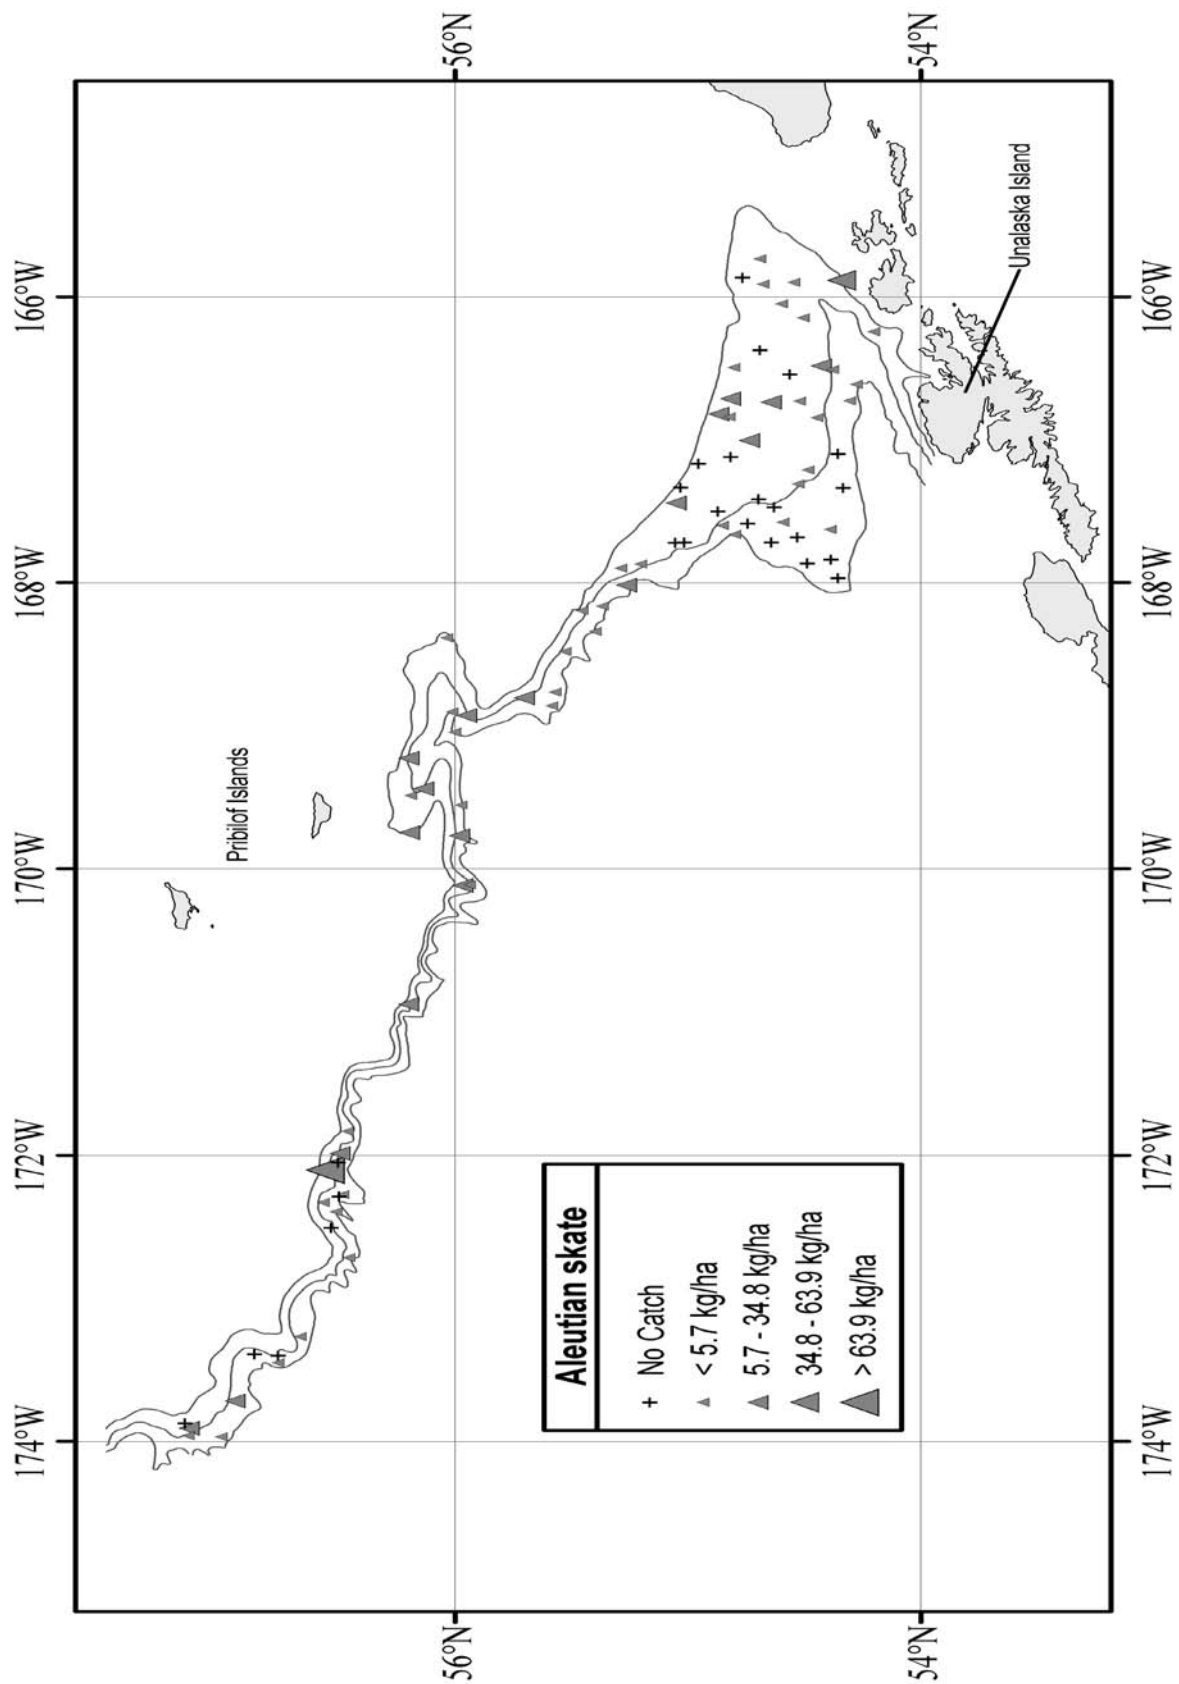 174°W
172°W
170°W
168°W
166°W
56°N
56°N
54°N
54°N
Pribilof Islands
Unalaska Island
Aleutian skate
No Catch
< 5.7 kg/ha
5.7 - 34.8 kg/ha
34.8 - 63.9 kg/ha
> 63.9 kg/ha
174°W
172°W
170°W
168°W
166°W